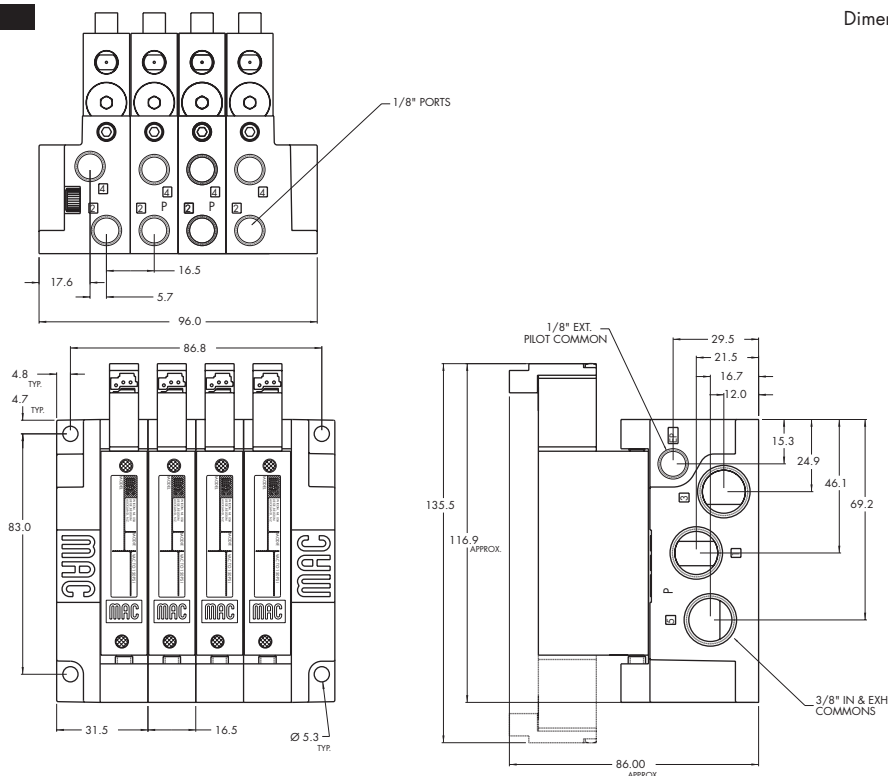 Dimen
1/8" PORTS
4
4
4
4
2
2
P
2
P
2
17.6
16.5
5.7
96.0
86.8
4.8
TYP.
4.7
TYP.
83.0
MAC
MAC
MAC
MAC
MAC
MAC
31.5
16.5
Ø 5.3
TYP.
1/8" EXT.
PILOT COMMON
29.5
21.5
16.7
12.0
15.3
24.9
46.1
69.2
135.5
116.9
APPROX.
EP
3
1
P
5
3/8" IN & EXH
COMMONS
86.00
APPROX.